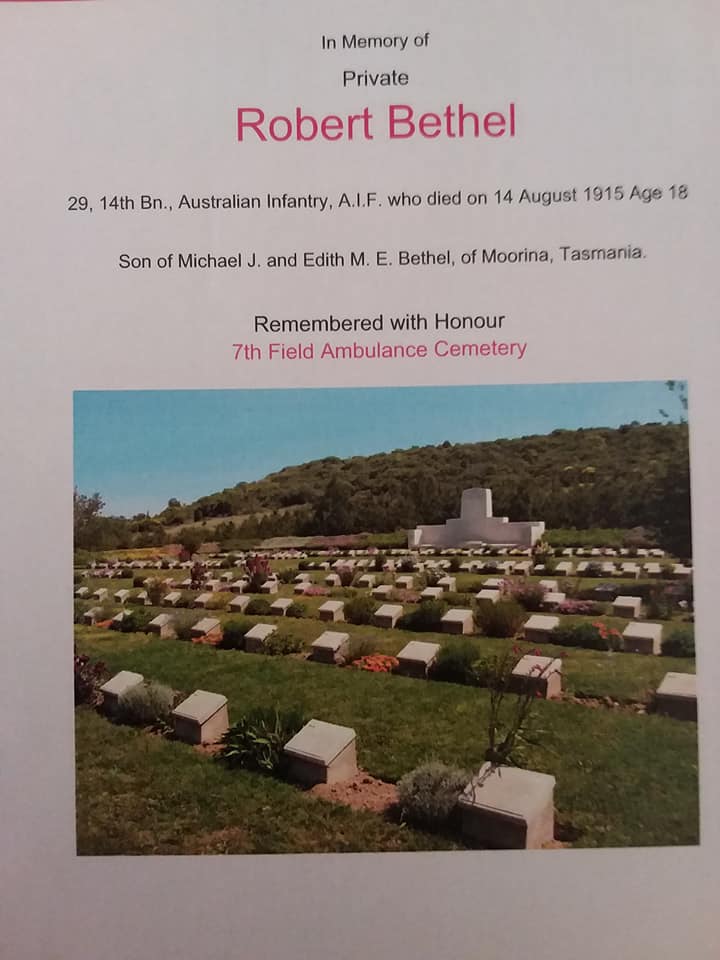 In Memory of
Private
Robert Bethel
29, 14th Bn., Australian Infantry, A.I.F. who died on 14 August 1915 Age 18
Son of Michael J. and Edith M. E. Bethel, of Moorina, Tasmania.
Remembered with Honour
7th Field Ambulance Cemetery